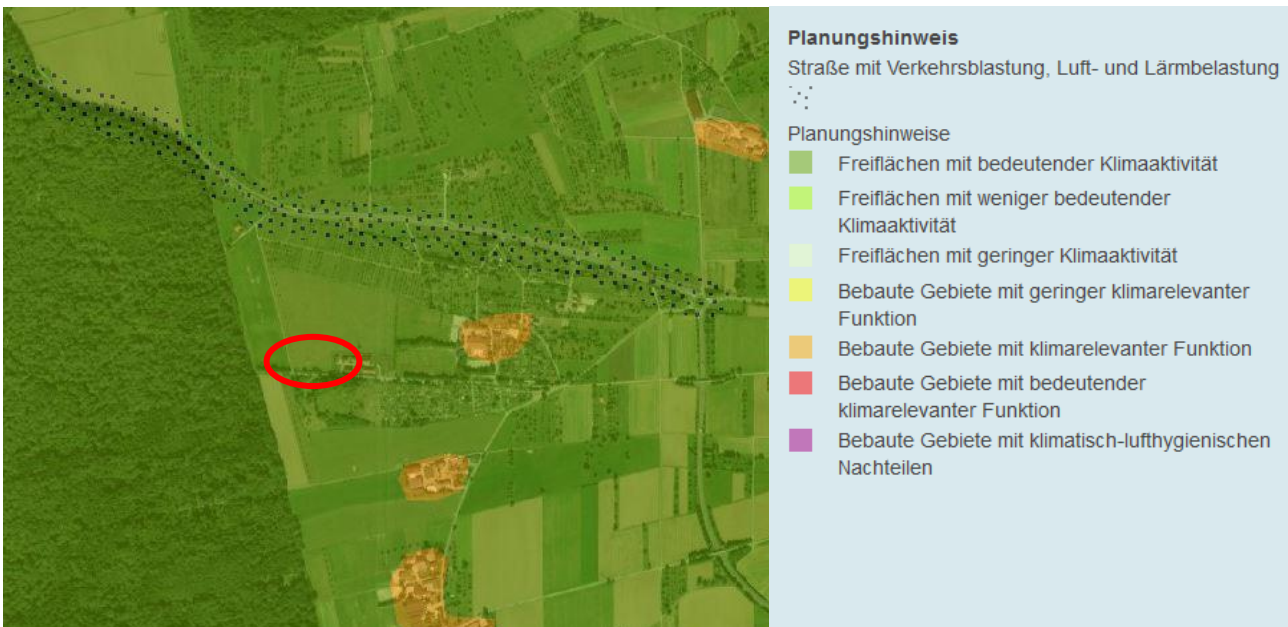 Planungshinweis
Straße mit Verkehrsblastung, Luft- und Lärmbelastung
Planungshinweise
Freiflächen mit bedeutender Klimaaktivität
Freiflächen mit weniger bedeutender
Klimaaktivität
Freiflächen mit geringer Klimaaktivität
Bebaute Gebiete mit geringer klimarelevanter
Funktion
Bebaute Gebiete mit klimarelevanter Funktion
Bebaute Gebiete mit bedeutender
klimarelevanter Funktion
Bebaute Gebiete mit klimatisch-lufthygienischen
Nachteilen